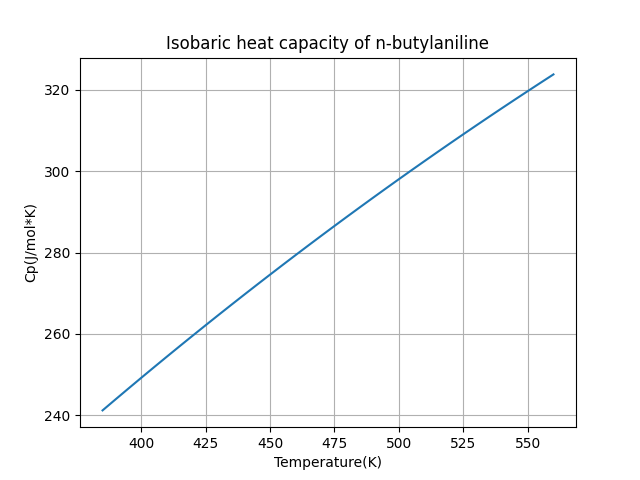 Isobaric heat capacity of n-butylaniline
Cp(J/mol*K)
320
300
280
260
240
400 425 450 475 500 525 550
Temperature(K)